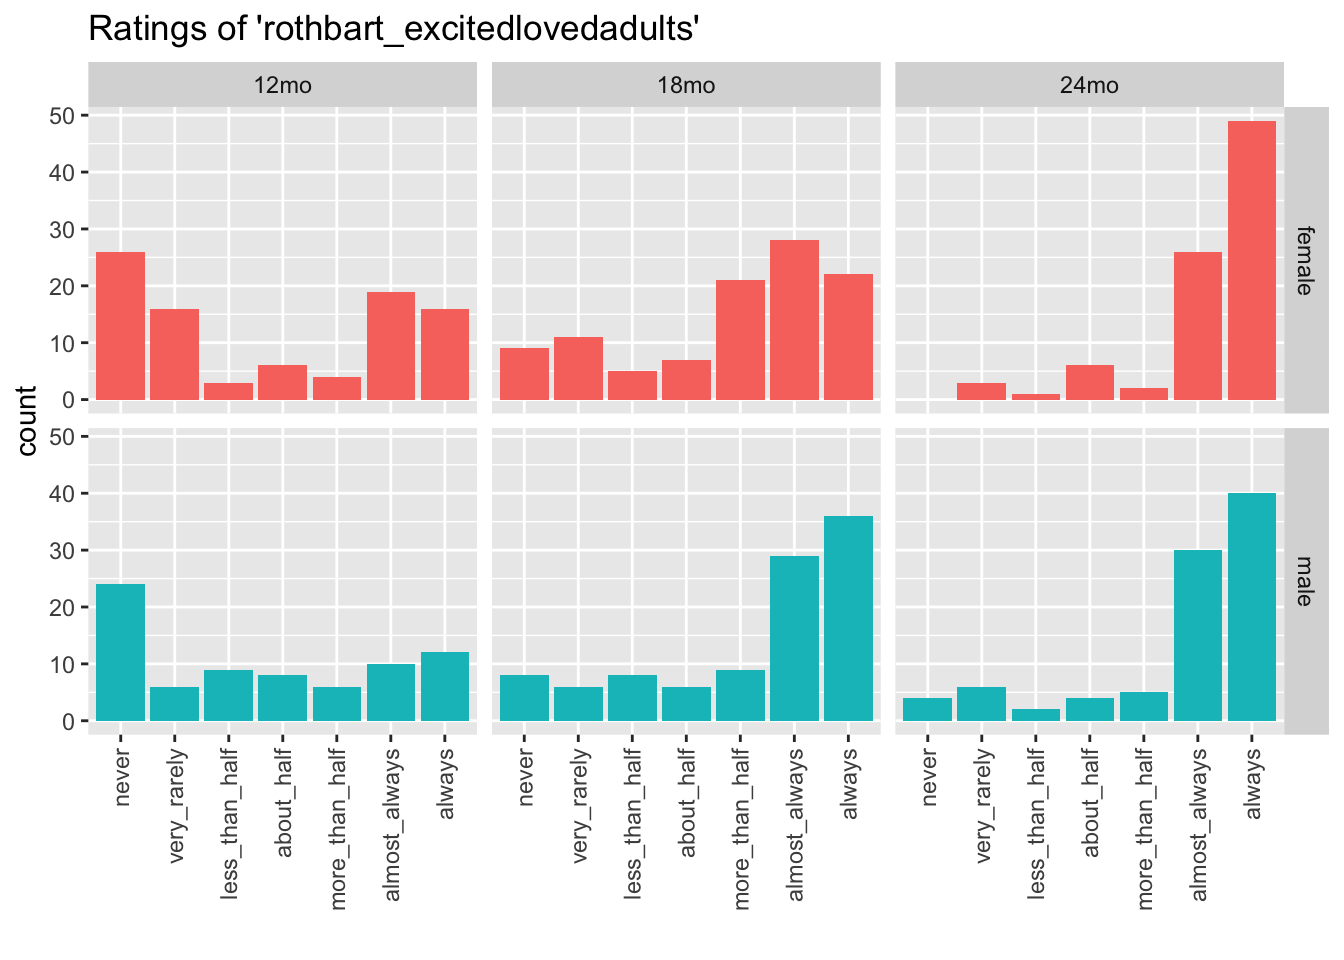 Ratings of 'rothbart_excitedlovedadults'
12mo 18mo 24mo
50
40
30
20
10
0
female
count
50
40
30
20
10
0
male
never very_rarely less_than_half about_half more_than_half almost_always always
never very_rarely less_than_half about_half more_than_half almost_always always
never very_rarely less_than_half about_half more_than_half almost_always always